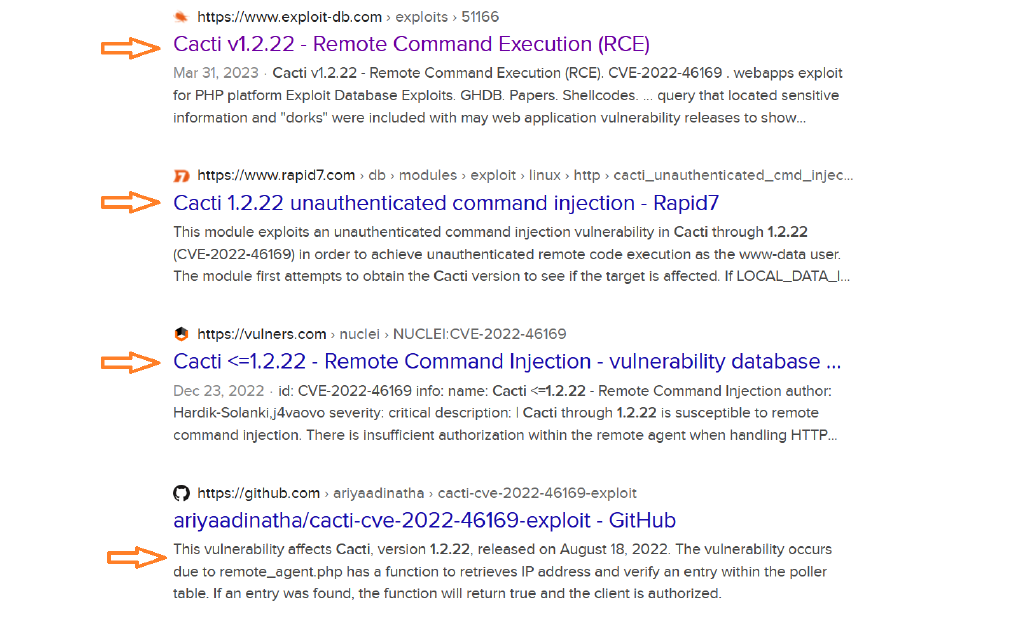 https://www.exploit-db.com › exploits › 51166
Cacti v1.2.22 - Remote Command Execution (RCE)
Mar 31, 2023 · Cacti v1.2.22 - Remote Command Execution (RCE). CVE-2022-46169 . webapps exploit
for PHP platform Exploit Database Exploits. GHDB. Papers. Shellcodes. ... query that located sensitive
information and "dorks" were included with may web application vulnerability releases to show...
https://www.rapid7.com › db › modules › exploit › linux › http › cacti_unauthenticated_cmd_injec...
Cacti 1.2.22 unauthenticated command injection - Rapid7
This module exploits an unauthenticated command injection vulnerability in Cacti through 1.2.22
(CVE-2022-46169) in order to achieve unauthenticated remote code execution as the www-data user.
The module first attempts to obtain the Cacti version to see if the target is affected. If LOCAL_DATA_I...
https://vulners.com › nuclei › NUCLEI:CVE-2022-46169
Cacti <=1.2.22 - Remote Command Injection - vulnerability database ...
Dec 23, 2022 · id: CVE-2022-46169 info: name: Cacti <=1.2.22 - Remote Command Injection author:
Hardik-Solanki,j4vaovo severity: critical description: | Cacti through 1.2.22 is susceptible to remote
command injection. There is insufficient authorization within the remote agent when handling HTTP...
https://github.com › ariyaadinatha › cacti-cve-2022-46169-exploit
ariyaadinatha/cacti-cve-2022-46169-exploit - GitHub
This vulnerability affects Cacti, version 1.2.22, released on August 18, 2022. The vulnerability occurs
due to remote_agent.php has a function to retrieves IP address and verify an entry within the poller
table. If an entry was found, the function will return true and the client is authorized.